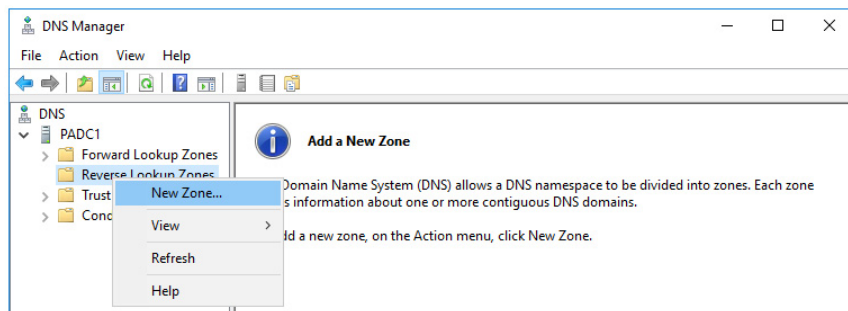 DNS Manager
File Action View Help
DNS
PADC1
Forward Lookup Zones
Reverse Lookup Zones
Trust
Cond
New Zone...
View
Refresh
Help
Add a New Zone
Domain Name System (DNS) allows a DNS namespace to be divided into zones. Each zone
s information about one or more contiguous DNS domains.
dd a new zone, on the Action menu, click New Zone.